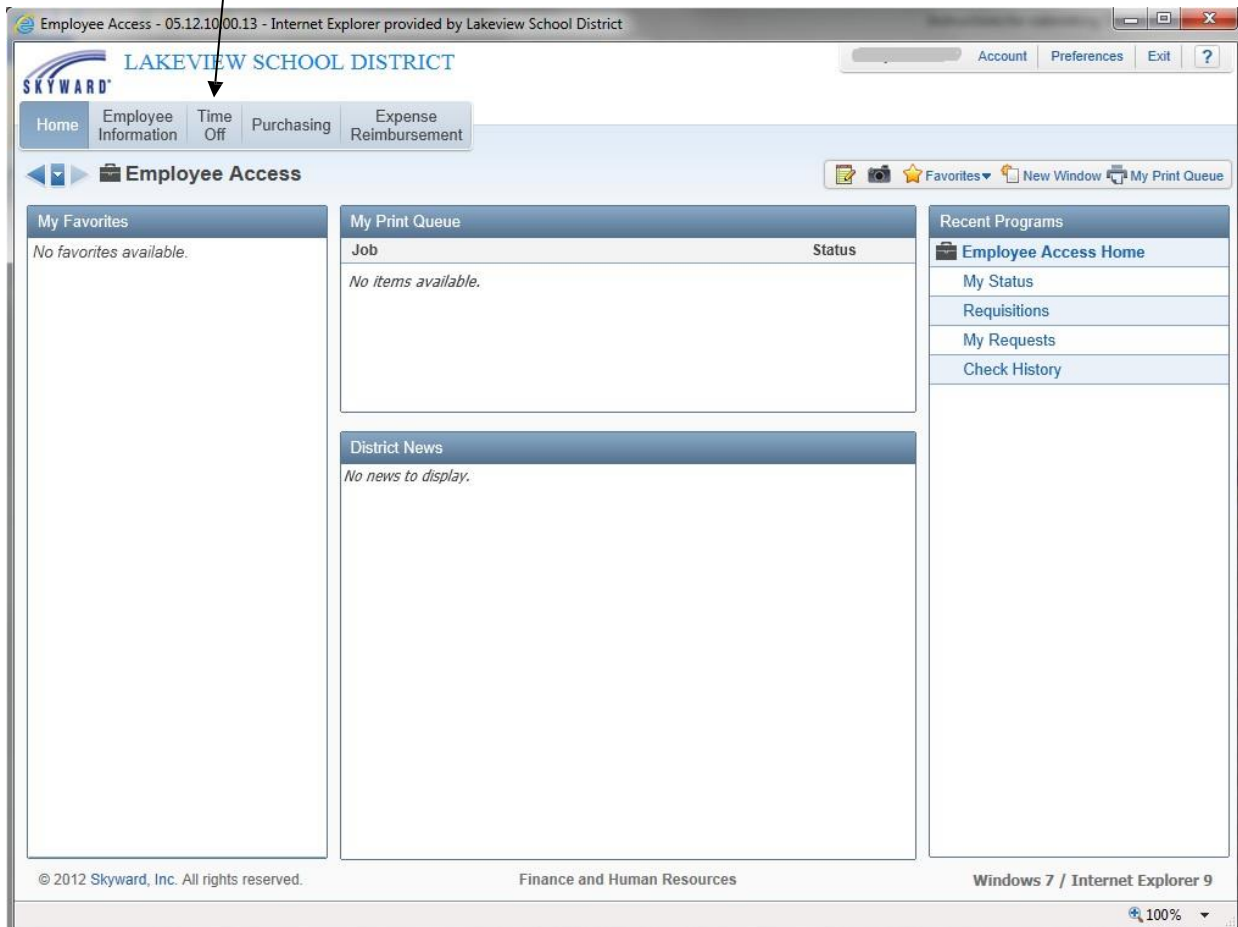 Employee Access - 05.12.10.00.13 - Internet Explorer provided by Lakeview School District
SKYWARD®
LAKEVIEW SCHOOL DISTRICT
Account Preferences Exit ?
Home Employee Information Time Off Purchasing Expense Reimbursement
Employee Access
Favorites New Window My Print Queue
My Favorites
No favorites available.
My Print Queue
Job Status
No items available.
District News
No news to display.
Recent Programs
Employee Access Home
My Status
Requisitions
My Requests
Check History
© 2012 Skyward, Inc. All rights reserved.
Finance and Human Resources
Windows 7 / Internet Explorer 9
100%